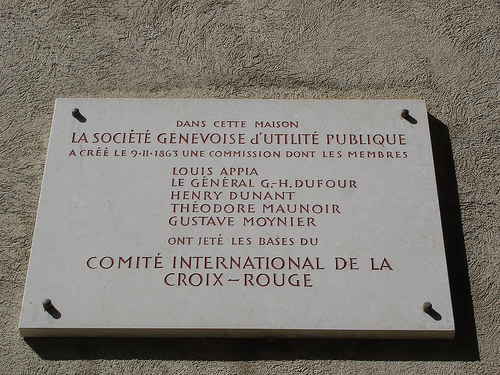 DANS CETTE MAISON
LA SOCIÉTÉ GENEVOISE d'UTILITÉ PUBLIQUE
A CRÉÉ LE 9·II·1863 UNE COMMISSION DONT LES MEMBRES
LOUIS APPIA
LE GÉNÉRAL G.-H. DUFOUR
HENRY DUNANT
THÉODORE MAUNOIR
GUSTAVE MOYNIER
ONT JETÉ LES BASES DU
COMITÉ INTERNATIONAL DE LA
CROIX-ROUGE